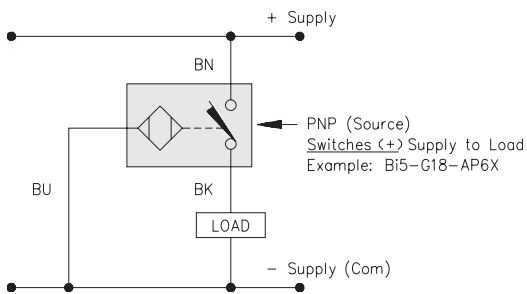 + Supply
BN
PNP (Source)
Switches (+) Supply to Load
Example: Bi5-G18-AP6X
BU
BK
LOAD
- Supply (Com)